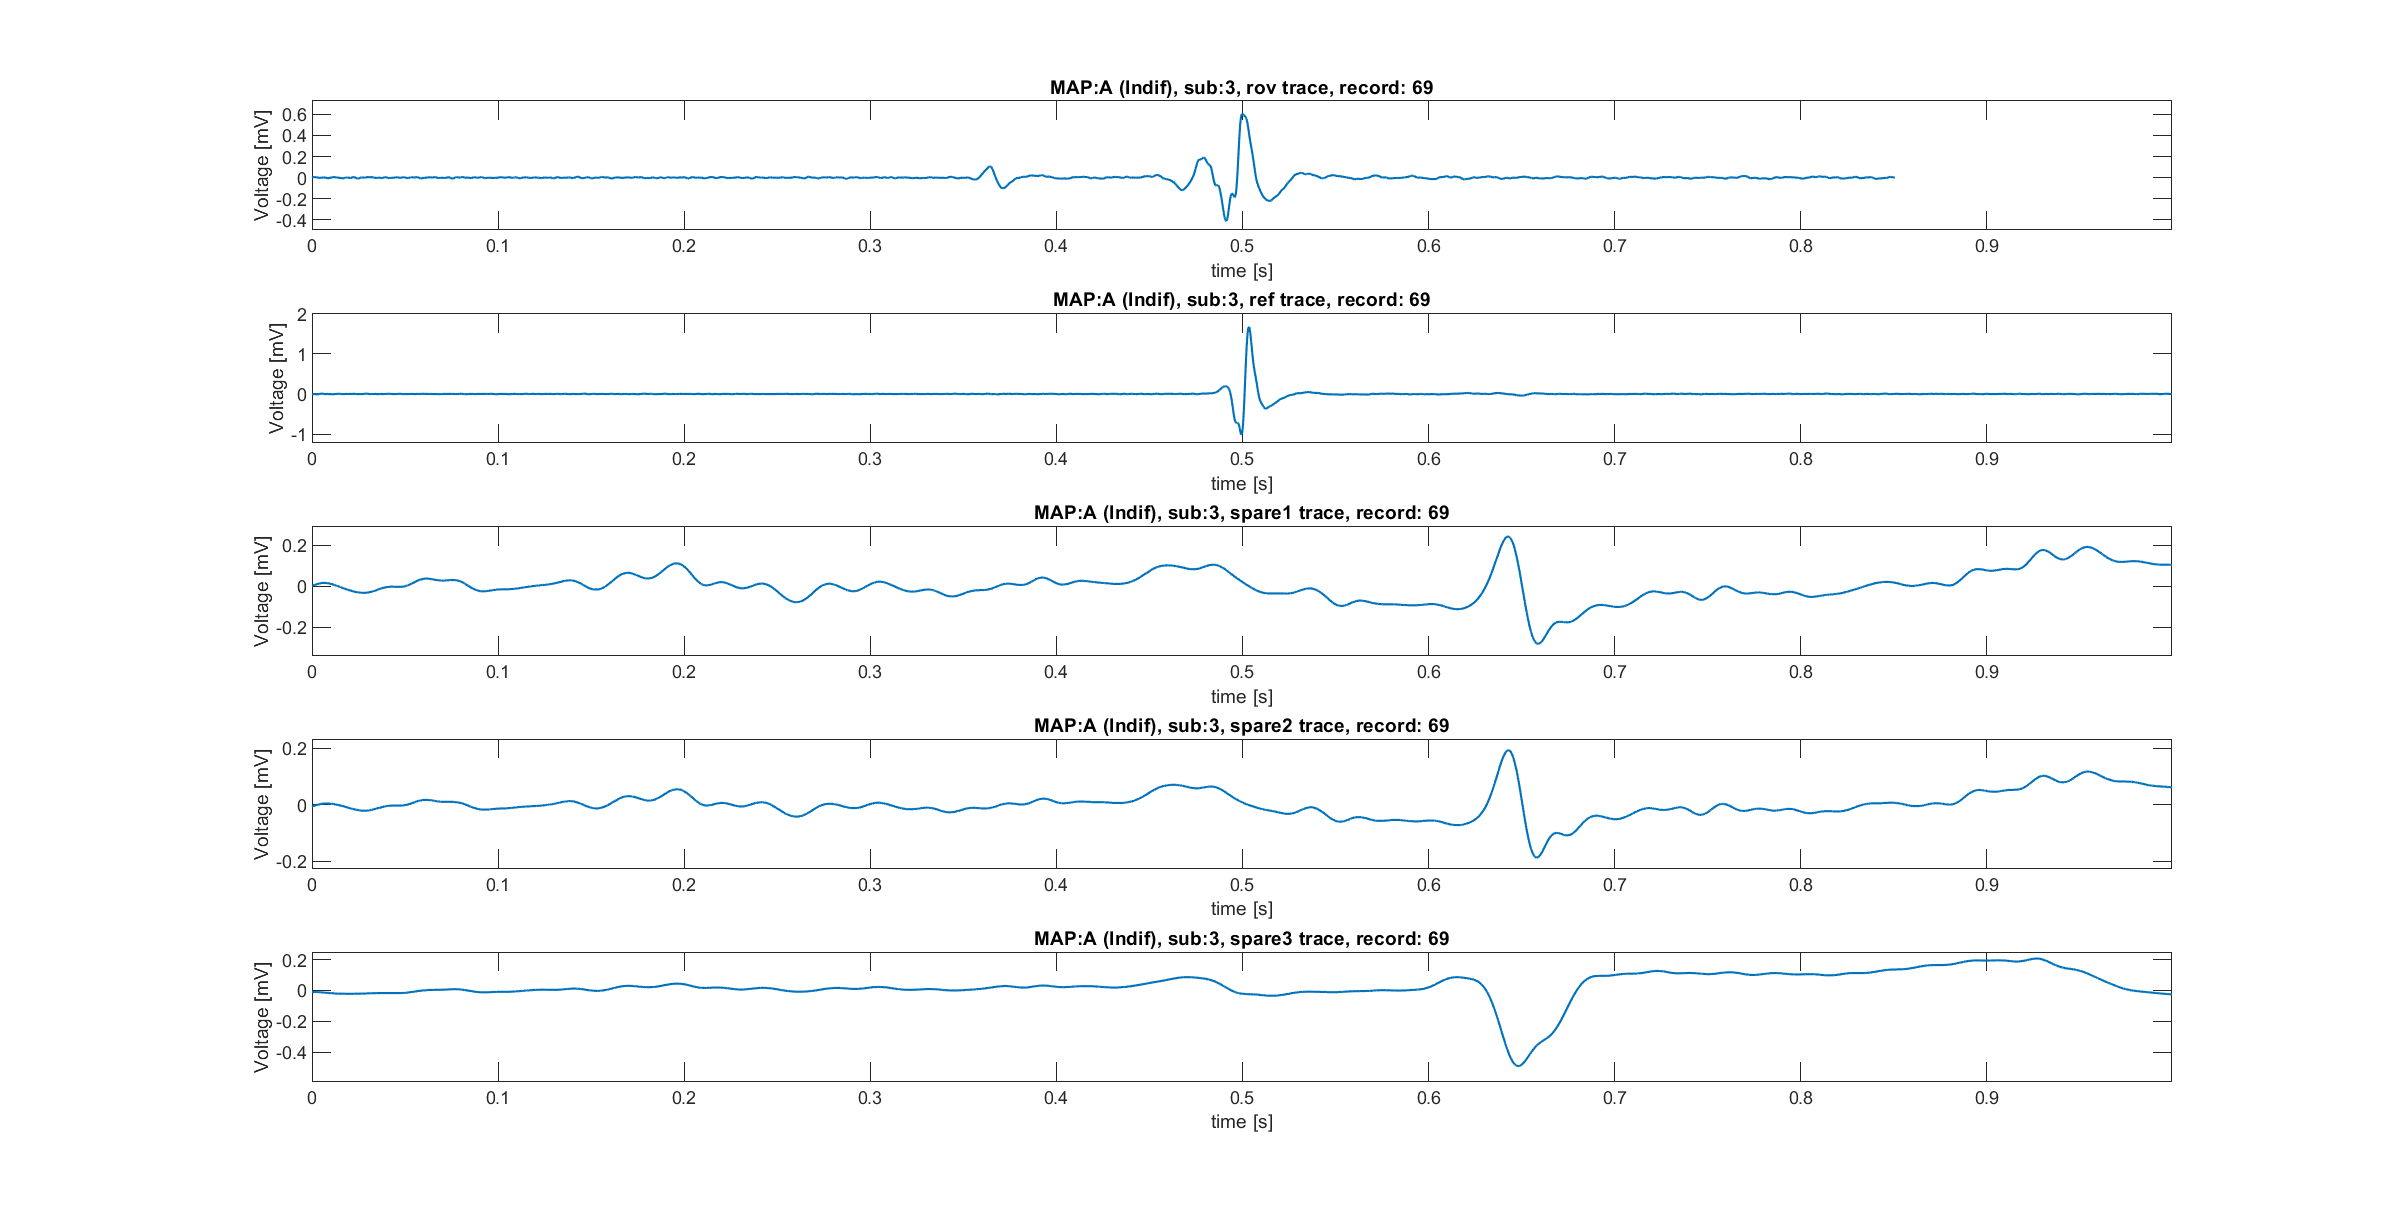 MAP:A (Indif), sub:3, rov trace, record: 69
Voltage [mV]
0.6
0.4
0.2
0
-0.2
-0.4
0 0.1 0.2 0.3 0.4 0.5 0.6 0.7 0.8 0.9
time [s]
MAP:A (Indif), sub:3, ref trace, record: 69
Voltage [mV]
2
1
0
-1
0 0.1 0.2 0.3 0.4 0.5 0.6 0.7 0.8 0.9
time [s]
MAP:A (Indif), sub:3, spare1 trace, record: 69
Voltage [mV]
0.2
0
-0.2
0 0.1 0.2 0.3 0.4 0.5 0.6 0.7 0.8 0.9
time [s]
MAP:A (Indif), sub:3, spare2 trace, record: 69
Voltage [mV]
0.2
0
-0.2
0 0.1 0.2 0.3 0.4 0.5 0.6 0.7 0.8 0.9
time [s]
MAP:A (Indif), sub:3, spare3 trace, record: 69
Voltage [mV]
0.2
0
-0.2
-0.4
0 0.1 0.2 0.3 0.4 0.5 0.6 0.7 0.8 0.9
time [s]